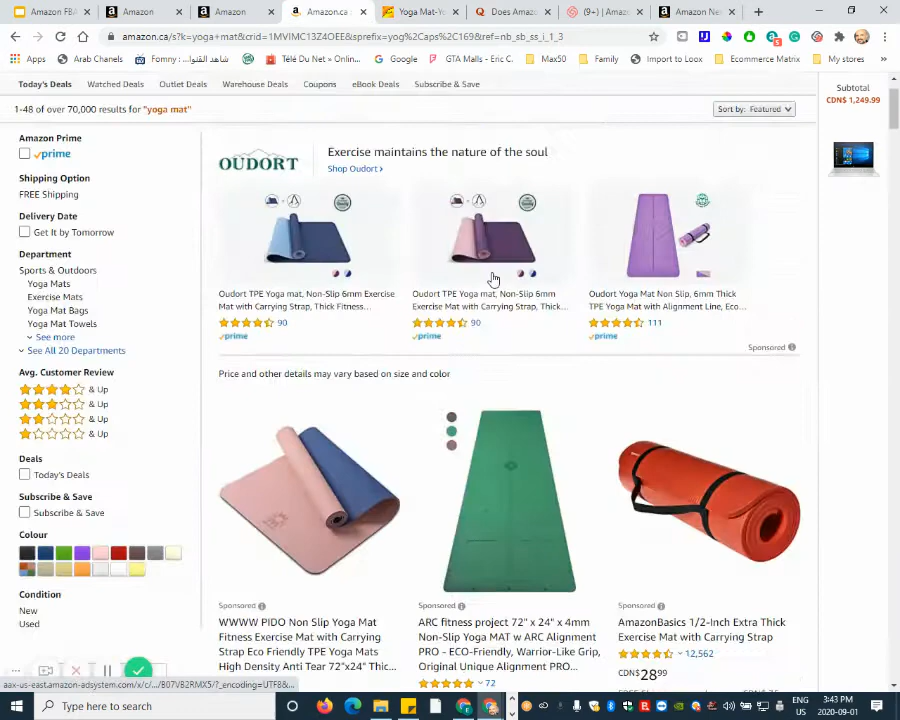 Amazon FBA
Amazon
Amazon
Amazon.ca
Yoga Mat-Yo
Does Amazo
(9+) | Amazo
Amazon Ne
amazon.ca/s?k=yoga+mat&crid=1MVIMC13Z4OEE&sprefix=yog%2Caps%2C169&ref=nb_sb_ss_i_1_3
Apps
Arab Channels
Fomny : شاهد القنوا...
Télé Du Net » Online...
Google
GTA Malls - Eric C.
Max50
Family
Import to Loox
Ecommerce Matrix
My stores
Today's Deals
Watched Deals
Outlet Deals
Warehouse Deals
Coupons
eBook Deals
Subscribe & Save
Subtotal
CDN$ 1,249.99
1-48 of over 70,000 results for "yoga mat"
Sort by: Featured
Amazon Prime
prime
Shipping Option
FREE Shipping
Delivery Date
Get It by Tomorrow
Department
Sports & Outdoors
Yoga Mats
Exercise Mats
Yoga Mat Bags
Yoga Mat Towels
See more
See All 20 Departments
Avg. Customer Review
& Up
& Up
& Up
& Up
Deals
Today's Deals
Subscribe & Save
Subscribe & Save
Colour
Condition
New
Used
OUDORT
Exercise maintains the nature of the soul
Shop Oudort ›
Oudort TPE Yoga mat, Non-Slip 6mm Exercise
Mat with Carrying Strap, Thick Fitness...
90
prime
Oudort TPE Yoga mat, Non-Slip 6mm
Exercise Mat with Carrying Strap, Thick...
90
prime
Oudort Yoga Mat Non Slip, 6mm Thick
TPE Yoga Mat with Alignment Line, Eco...
111
prime
Sponsored
Price and other details may vary based on size and color
Sponsored
WWWW PIDO Non Slip Yoga Mat
Fitness Exercise Mat with Carrying
Strap Eco Friendly TPE Yoga Mats
High Density Anti Tear 72"x24" Thic...
Sponsored
ARC fitness project 72" x 24" x 4mm
Non-Slip Yoga MAT w ARC Alignment
PRO - ECO-Friendly, Warrior-Like Grip,
Original Unique Alignment PRO...
72
Sponsored
AmazonBasics 1/2-Inch Extra Thick
Exercise Mat with Carrying Strap
12,562
CDN$ 28 99
aax-us-east.amazon-adsystem.com/x/c/.../B07VB2RMX5/?_encoding=UTF8&...
Type here to search
ENG
US
3:43 PM
2020-09-01